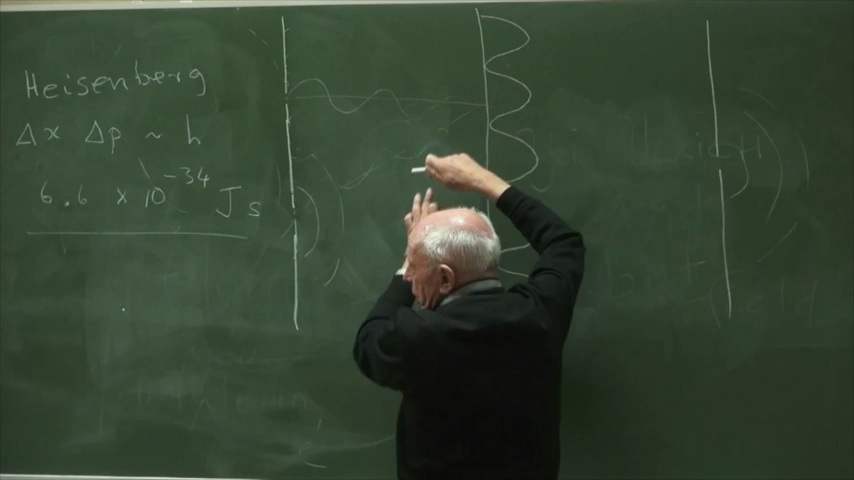 Heisenberg
Δx Δp ~ h
6.6 x 10⁻³⁴ Js